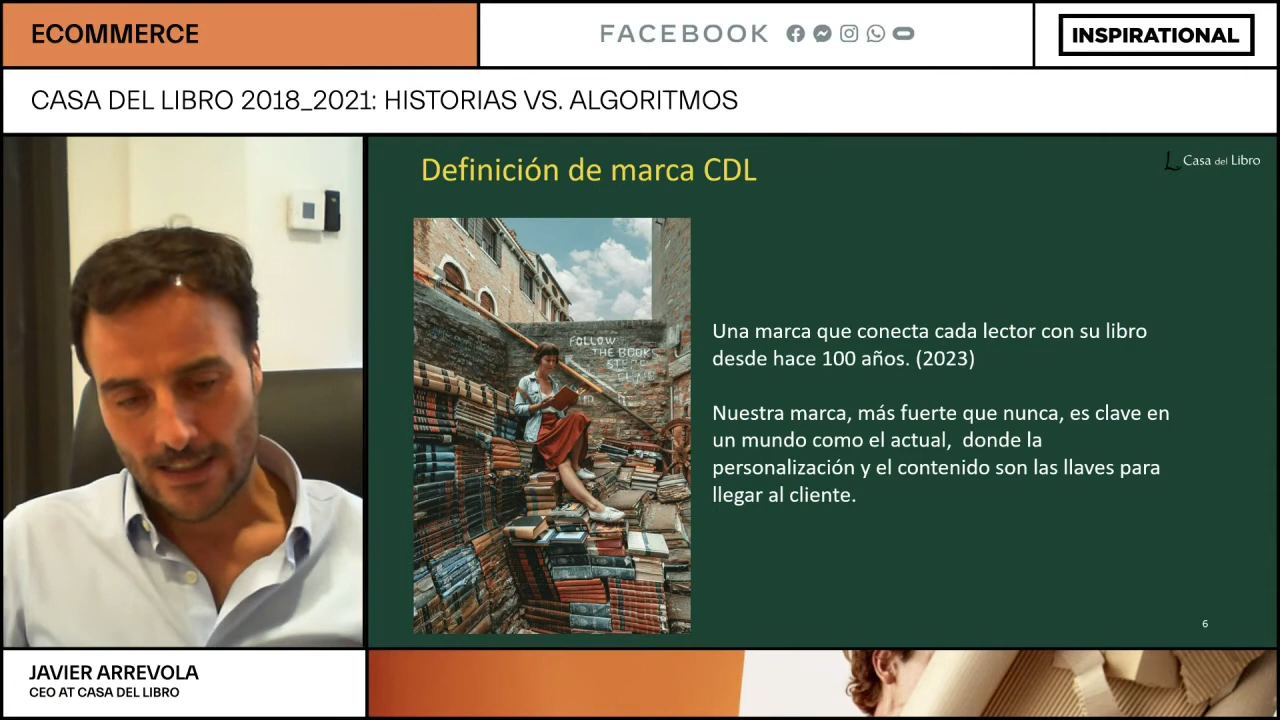 ECOMMERCE
FACEBOOK
INSPIRATIONAL
CASA DEL LIBRO 2018_2021: HISTORIAS VS. ALGORITMOS
Definición de marca CDL
Casa del Libro
FOLLOW
THE BOOKS
Una marca que conecta cada lector con su libro
desde hace 100 años. (2023)
Nuestra marca, más fuerte que nunca, es clave en
un mundo como el actual, donde la
personalización y el contenido son las llaves para
llegar al cliente.
6
JAVIER ARREVOLA
CEO AT CASA DEL LIBRO